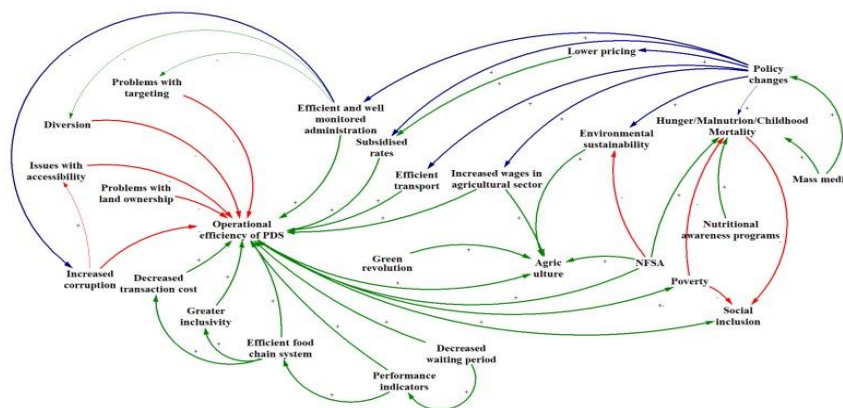 Lower pricing
Policy
changes
Problems with
targeting
Efficient and well
monitored
administration
Diversion
Subsidised
rates
Environmental
sustainability
Hunger/Malnutrion/Childhood
Mortality
Issues with
accessibility
Efficient
transport
Increased wages in
agricultural sector
Mass medi
Problems with
land ownership
Operational
efficiency of PDS
Nutritional
awareness programs
Increased
corruption
Decreased
transaction cost
Green
revolution
Agric
ulture
NFSA
Poverty
Greater
inclusivity
Social
inclusion
Efficient food
chain system
Decreased
waiting period
Performance
indicators